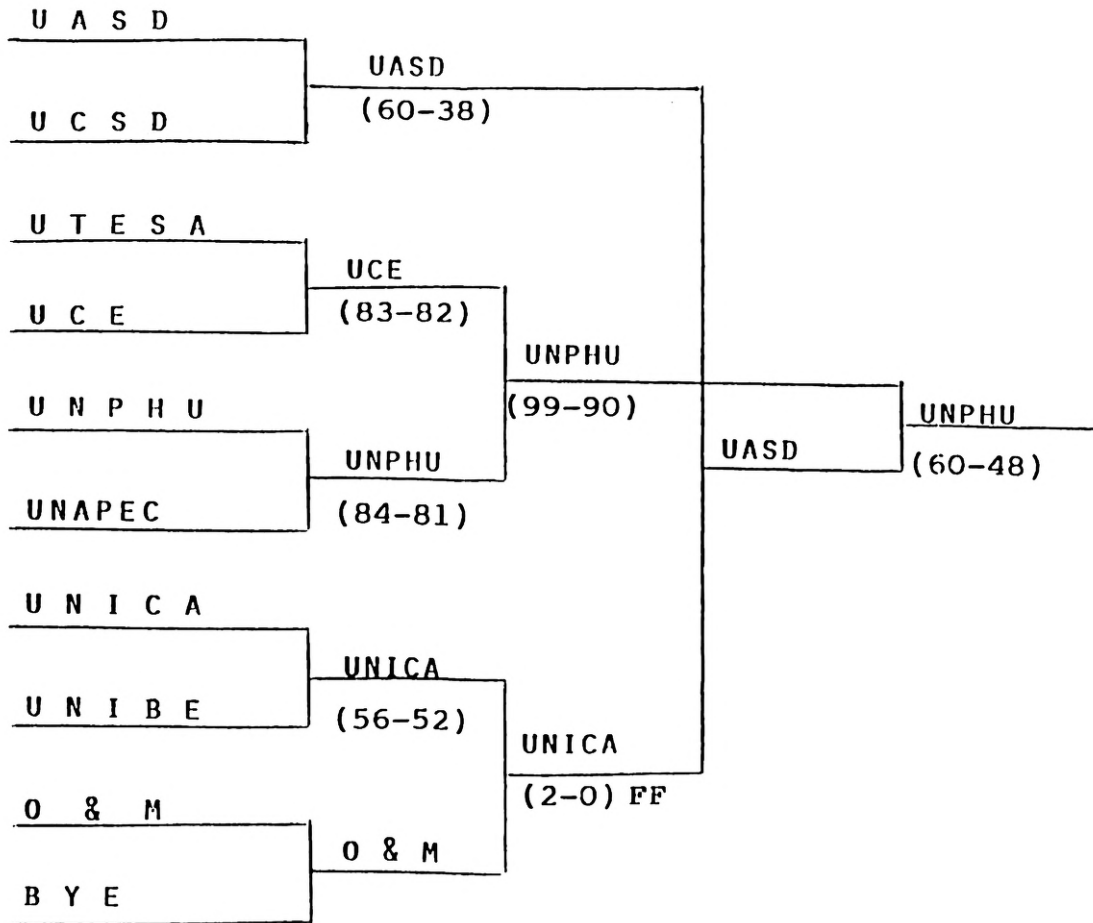 U A S D
UASD
(60-38)
U C S D
U T E S A
UCE
(83-82)
U C E
UNPHU
(99-90)
U N P H U
UNPHU
(84-81)
UNAPEC
UASD
UNPHU
(60-48)
U N I C A
UNICA
(56-52)
U N I B E
UNICA
(2-0) FF
O & M
O & M
B Y E